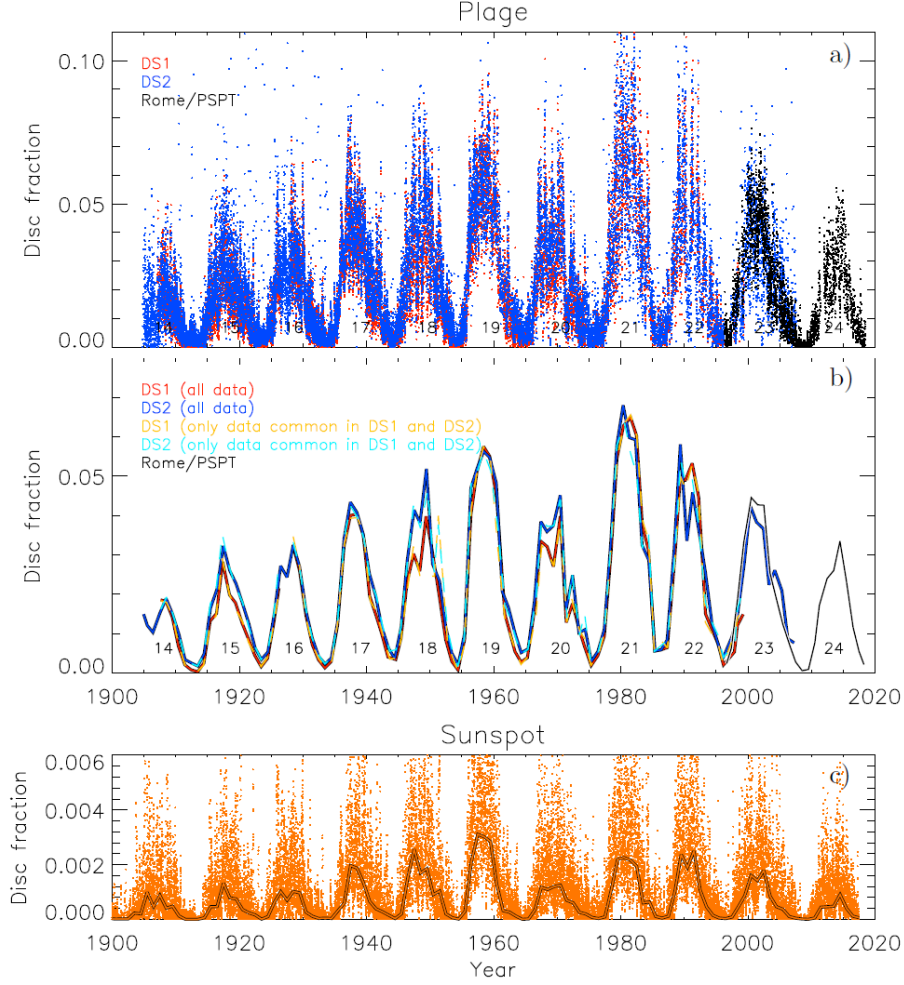 Plage
a)
0.10
DS1
DS2
Rome/PSPT
0.05
Disc fraction
0.00
14 15 16 17 18 19 20 21 22 23 24
b)
DS1 (all data)
DS2 (all data)
DS1 (only data common in DS1 and DS2)
DS2 (only data common in DS1 and DS2)
Rome/PSPT
0.05
Disc fraction
0.00
14 15 16 17 18 19 20 21 22 23 24
1900 1920 1940 1960 1980 2000 2020
Sunspot
0.006
c)
0.004
Disc fraction
0.002
0.000
1900 1920 1940 1960 1980 2000 2020
Year